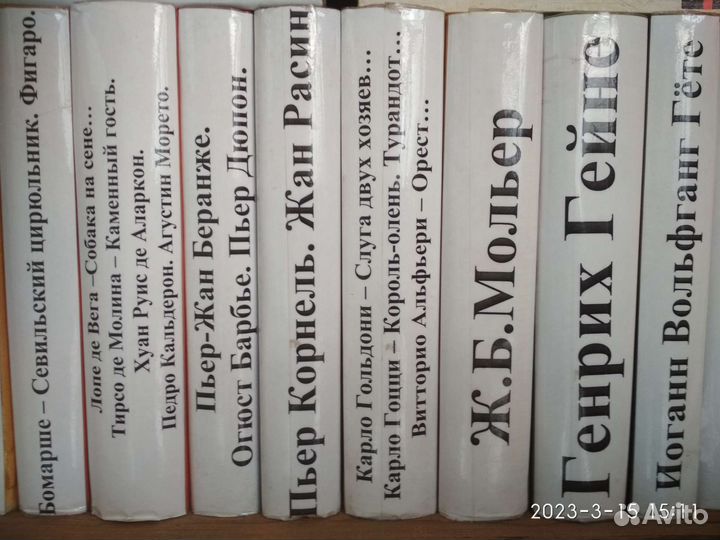 Бомарше – Севильский цирюльник. Фигаро.
Лопе де Вега –Собака на сене...
Тирсо де Молина – Каменный гость.
Хуан Руис де Аларкон.
Педро Кальдерон. Агустин Морето.
Пьер-Жан Беранже.
Огюст Барбье. Пьер Дюпон.
Пьер Корнель. Жан Расин
Карло Гольдони – Слуга двух хозяев...
Карло Гоцци – Король-олень. Турандот...
Витторио Альфьери – Орест...
Ж.Б.Мольер
Генрих Гейне
Иоганн Вольфганг Гёте
2023-3-15 15:11
Avito